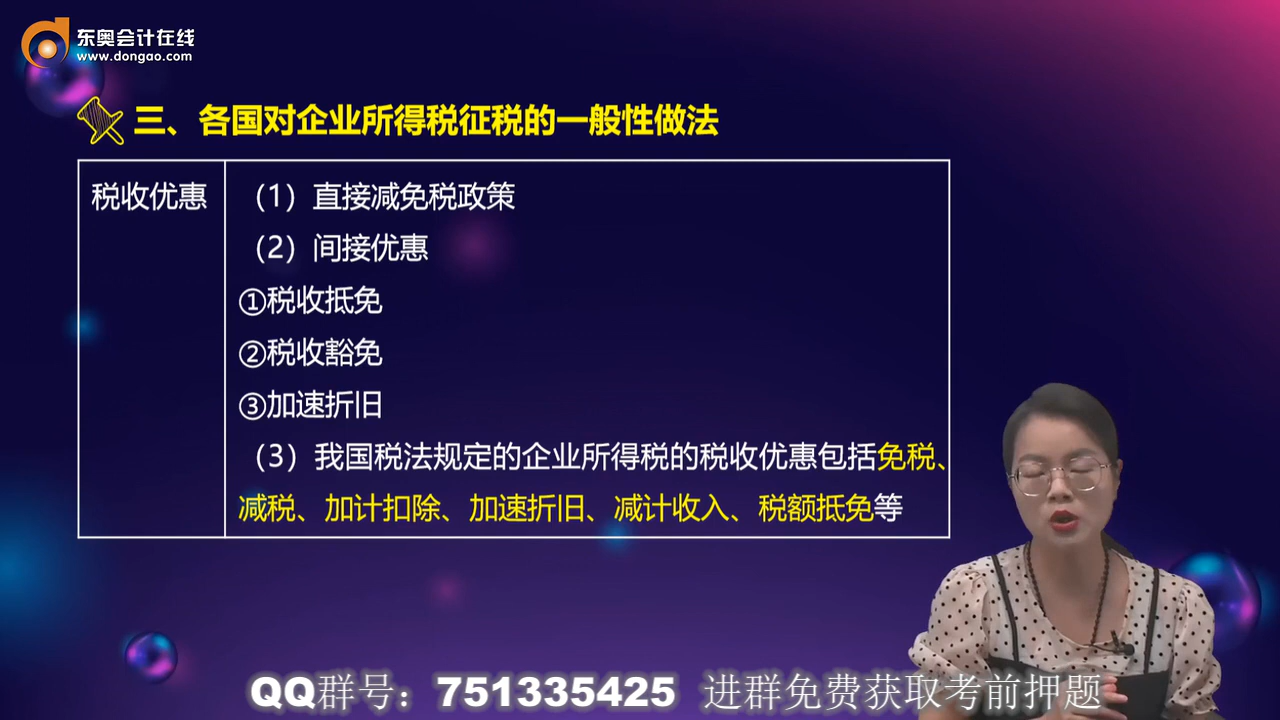 东奥会计在线
www.dongao.com
三、各国对企业所得税征税的一般性做法
税收优惠
（1）直接减免税政策
（2）间接优惠
①税收抵免
②税收豁免
③加速折旧
（3）我国税法规定的企业所得税的税收优惠包括免税、
减税、加计扣除、加速折旧、减计收入、税额抵免等
QQ群号：751335425 进群免费获取考前押题